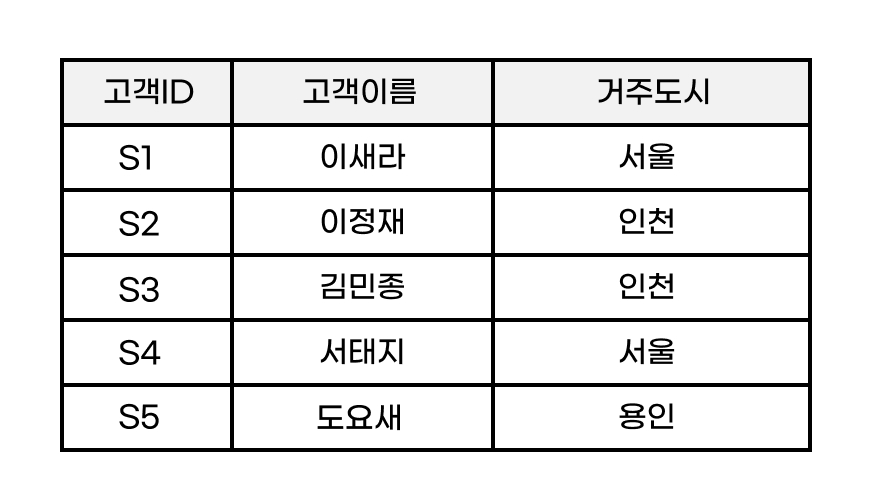 고객ID 고객이름 거주도시
S1 이새라 서울
S2 이정재 인천
S3 김민종 인천
S4 서태지 서울
S5 도요새 용인